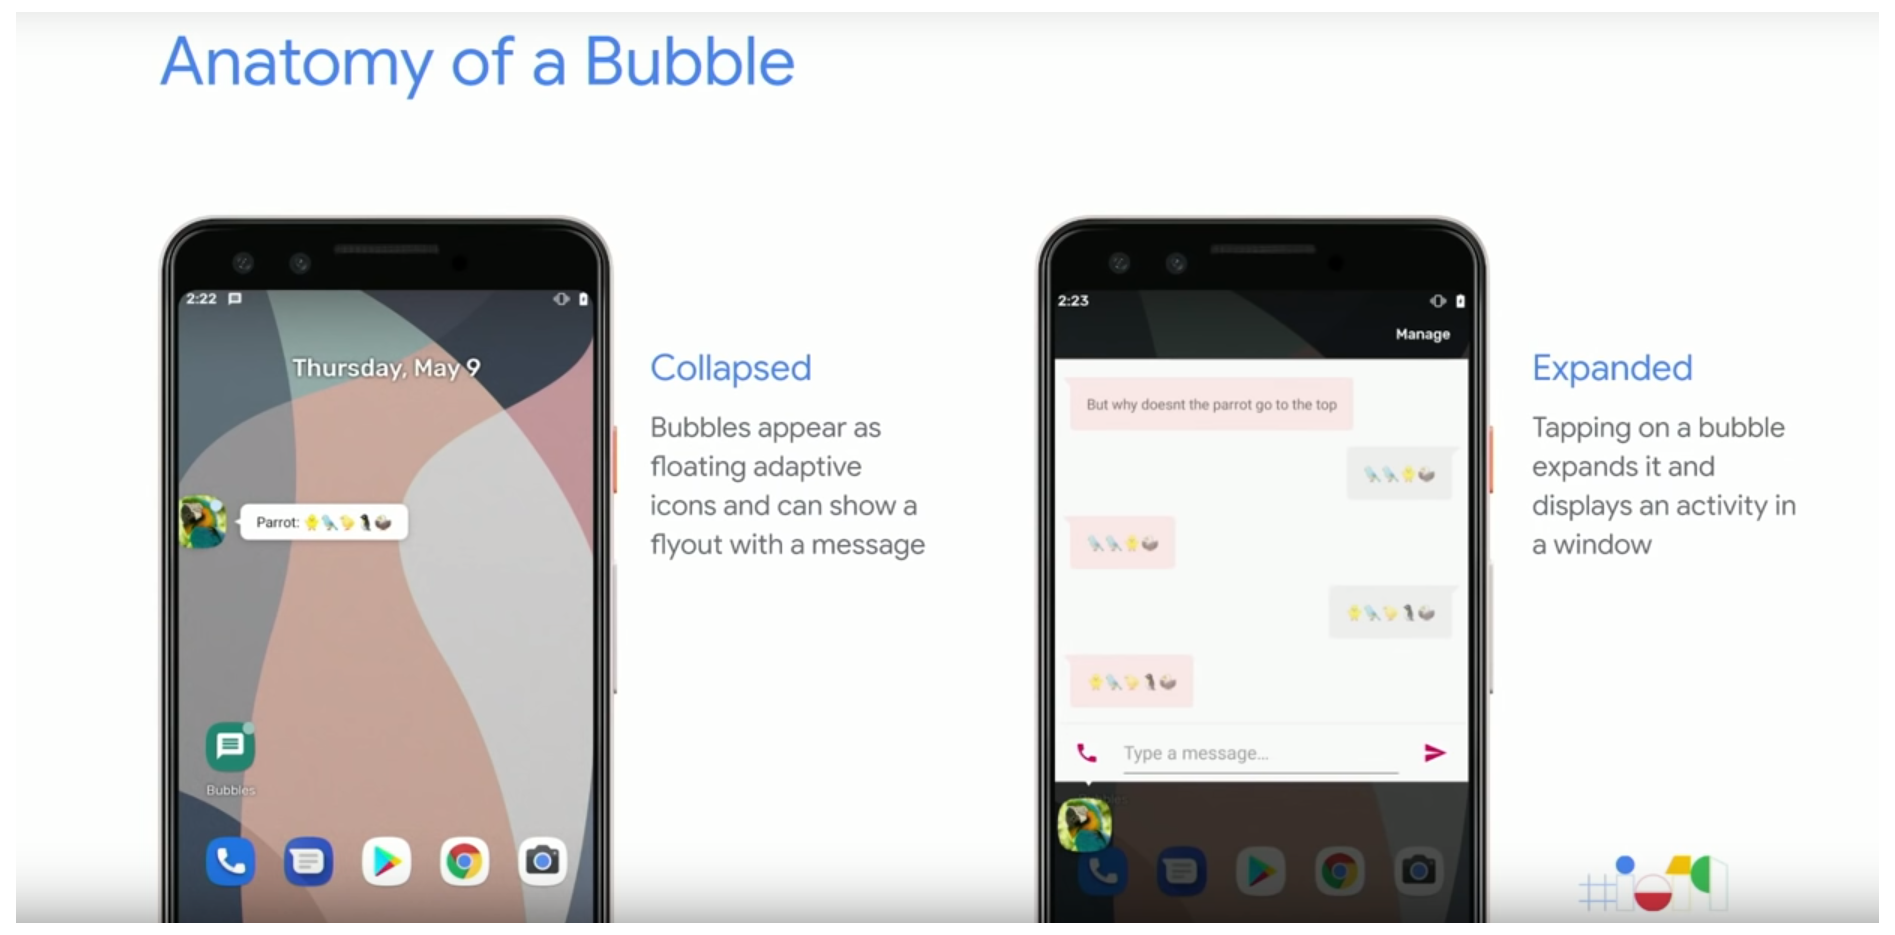 Anatomy of a Bubble
2:22
Thursday, May 9
Parrot: 
Bubbles
Collapsed
Bubbles appear as
floating adaptive
icons and can show a
flyout with a message
2:23
Manage
But why doesnt the parrot go to the top
Type a message...
Expanded
Tapping on a bubble
expands it and
displays an activity in
a window
#io19